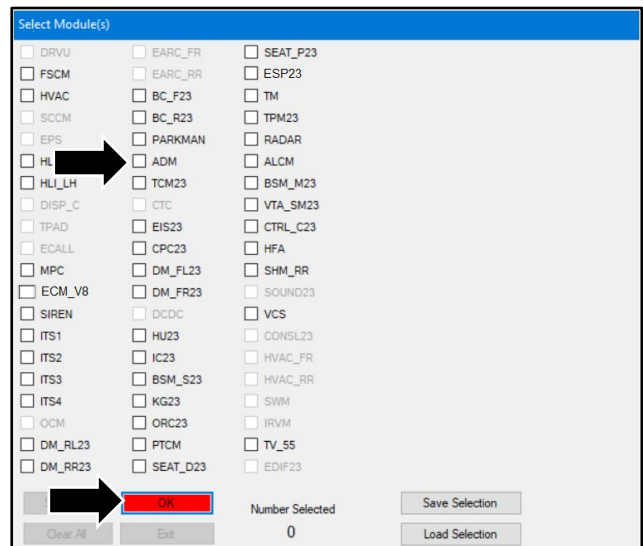 Select Module(s)
DRVU EARC_FR SEAT_P23
FSCM EARC_RR ESP23
HVAC BC_F23 TM
SCCM BC_R23 TPM23
EPS PARKMAN RADAR
ADM ALCM
HLI_LH TCM23 BSM_M23
DISP_C CTC VTA_SM23
TPAD EIS23 CTRL_C23
ECALL CPC23 HFA
MPC DM_FL23 SHM_RR
ECM_V8 DM_FR23 SOUND23
SIREN DCDC VCS
ITS1 HU23 CONSL23
ITS2 IC23 HVAC_FR
ITS3 BSM_S23 HVAC_RR
ITS4 KG23 SWM
OCM ORC23 IRVM
DM_RL23 PTCM TV_55
DM_RR23 SEAT_D23 EDIF23
OK Number Selected Save Selection
Clear All Exit 0 Load Selection